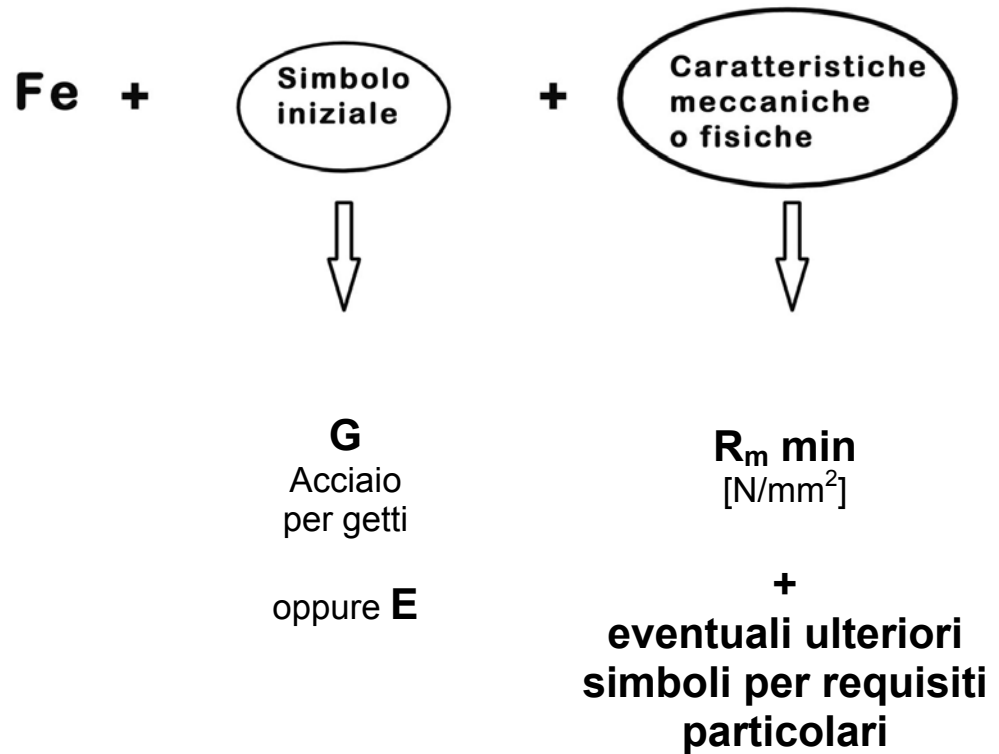 Fe + Simbolo iniziale + Caratteristiche meccaniche o fisiche
G
Acciaio
per getti
oppure E
Rₘ min
[N/mm²]
+
eventuali ulteriori
simboli per requisiti
particolari